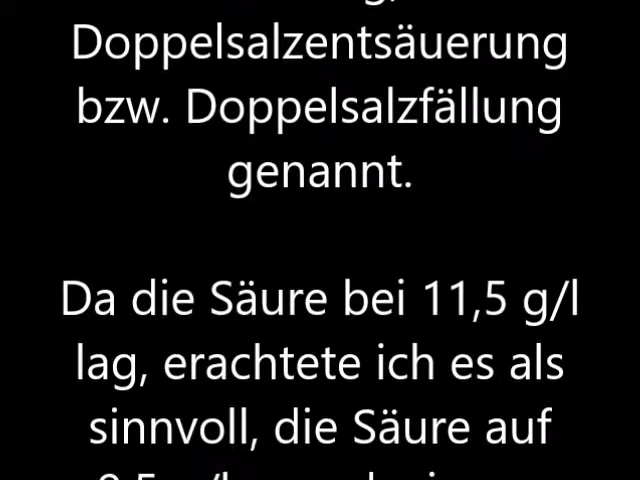 Doppelsalzentsäuerung
bzw. Doppelsalzfällung
genannt.
Da die Säure bei 11,5 g/l
lag, erachtete ich es als
sinnvoll, die Säure auf